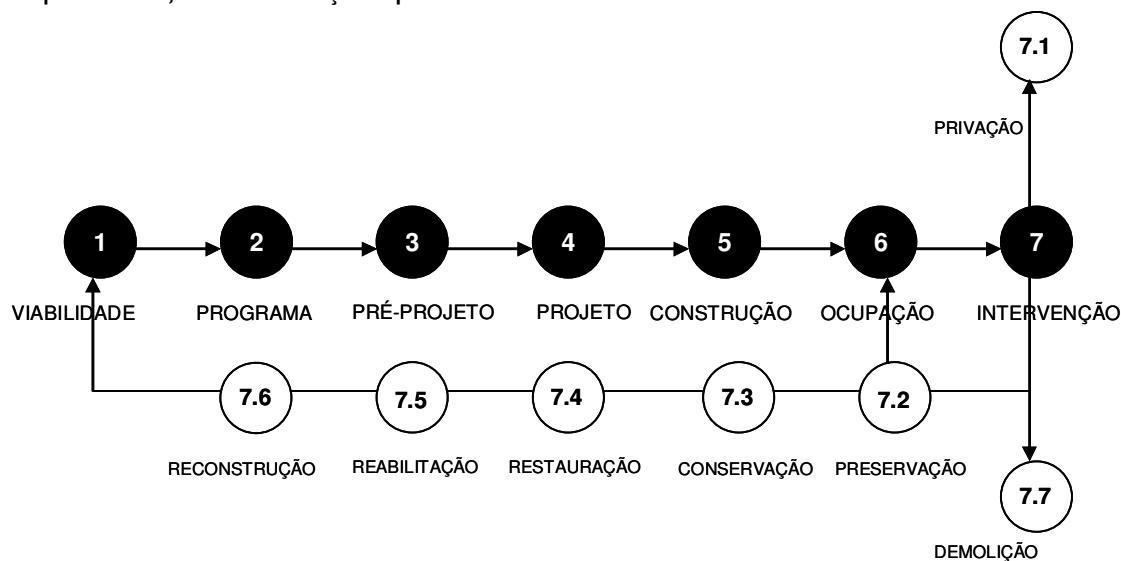 7.1
PRIVAÇÃO
1 2 3 4 5 6 7
VIABILIDADE PROGRAMA PRÉ-PROJETO PROJETO CONSTRUÇÃO OCUPAÇÃO INTERVENÇÃO
7.6 7.5 7.4 7.3 7.2
RECONSTRUÇÃO REABILITAÇÃO RESTAURAÇÃO CONSERVAÇÃO PRESERVAÇÃO
7.7
DEMOLIÇÃO